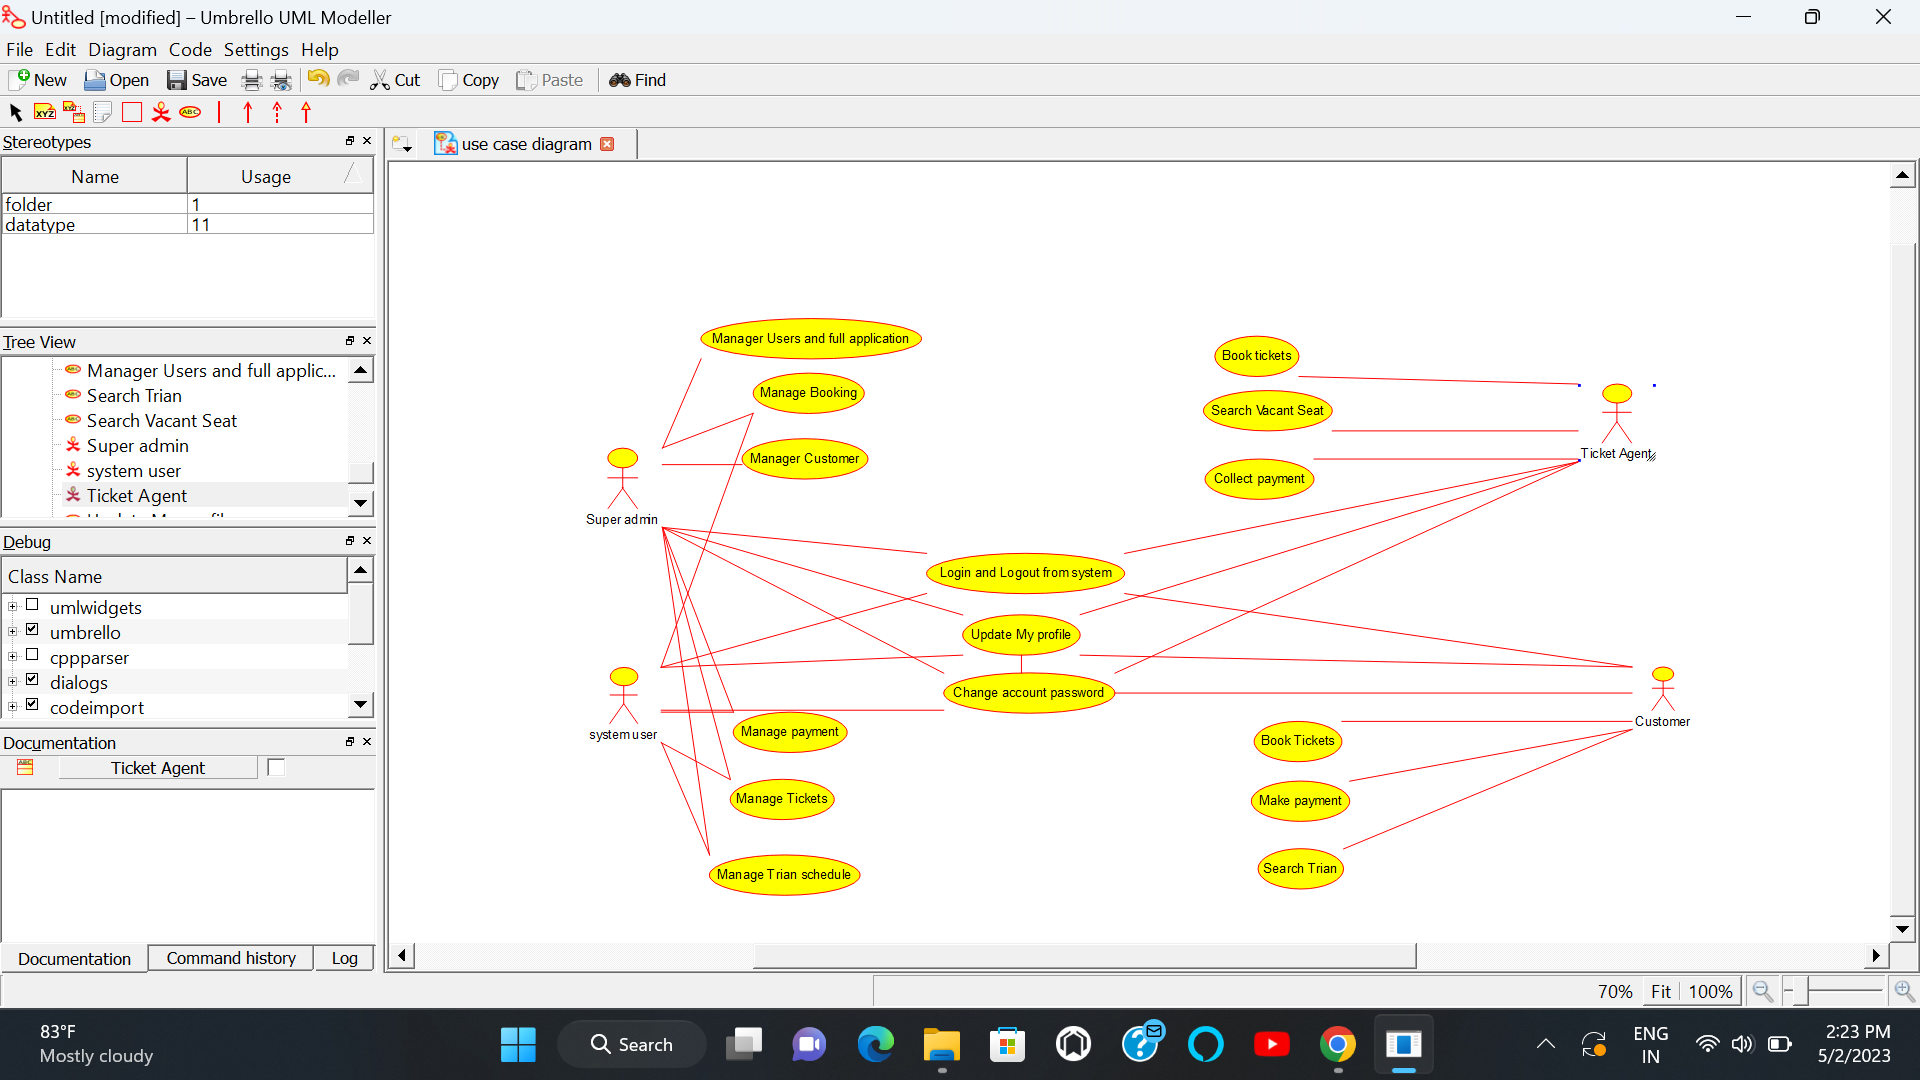 Untitled [modified] – Umbrello UML Modeller
File Edit Diagram Code Settings Help
New Open Save Cut Copy Paste Find
XYZ XYZ ABC
Stereotypes
Name Usage
folder 1
datatype 11
Tree View
Manager Users and full applic...
Search Trian
Search Vacant Seat
Super admin
system user
Ticket Agent
Debug
Class Name
umlwidgets
umbrello
cppparser
dialogs
codeimport
Documentation
Ticket Agent
Documentation Command history Log
use case diagram
Manager Users and full application
Manage Booking
Manager Customer
Super admin
Book tickets
Search Vacant Seat
Collect payment
Ticket Agent
Login and Logout from system
Update My profile
Change account password
system user
Manage payment
Manage Tickets
Manage Trian schedule
Customer
Book Tickets
Make payment
Search Trian
70% Fit 100%
83°F
Mostly cloudy
Search
ENG
IN
2:23 PM
5/2/2023